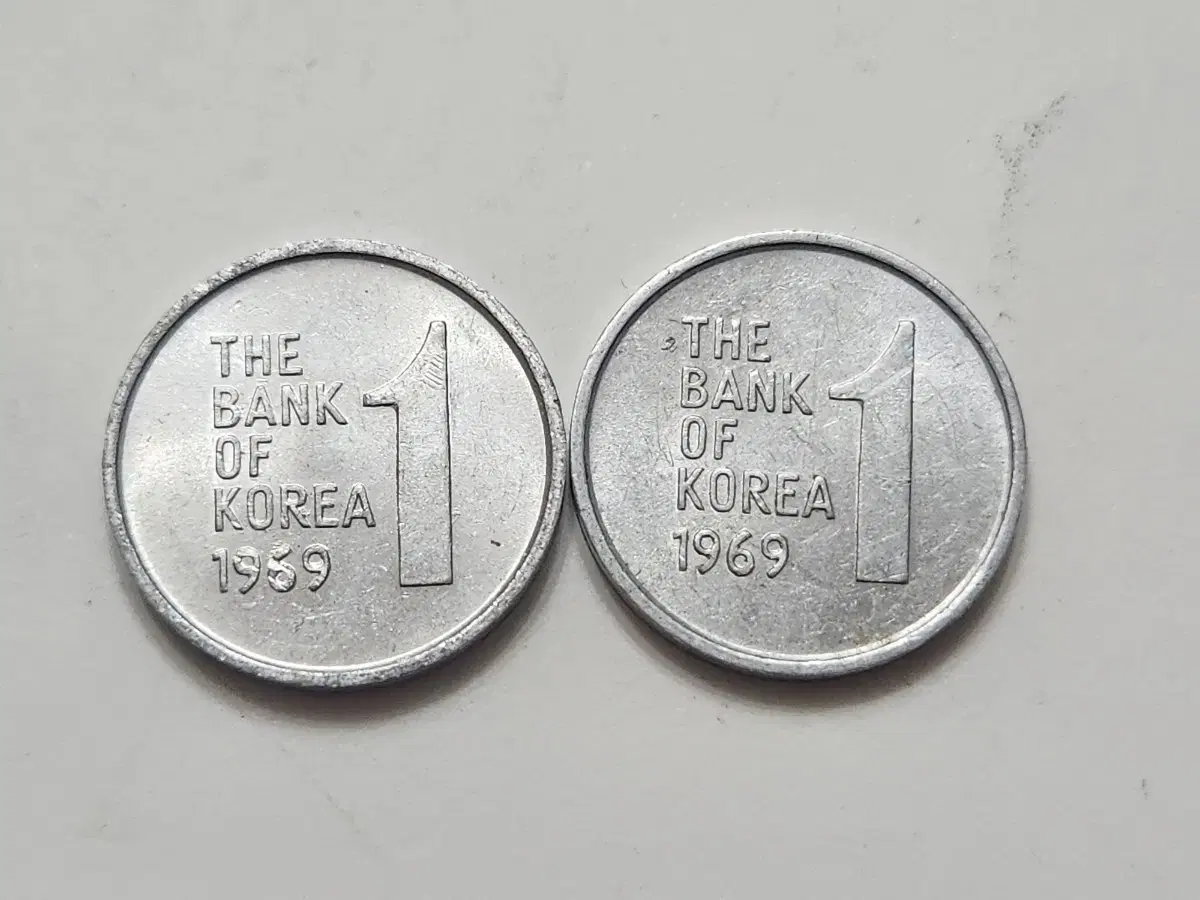 THE
BANK
OF
KOREA
1969
1
THE
BANK
OF
KOREA
1969
1